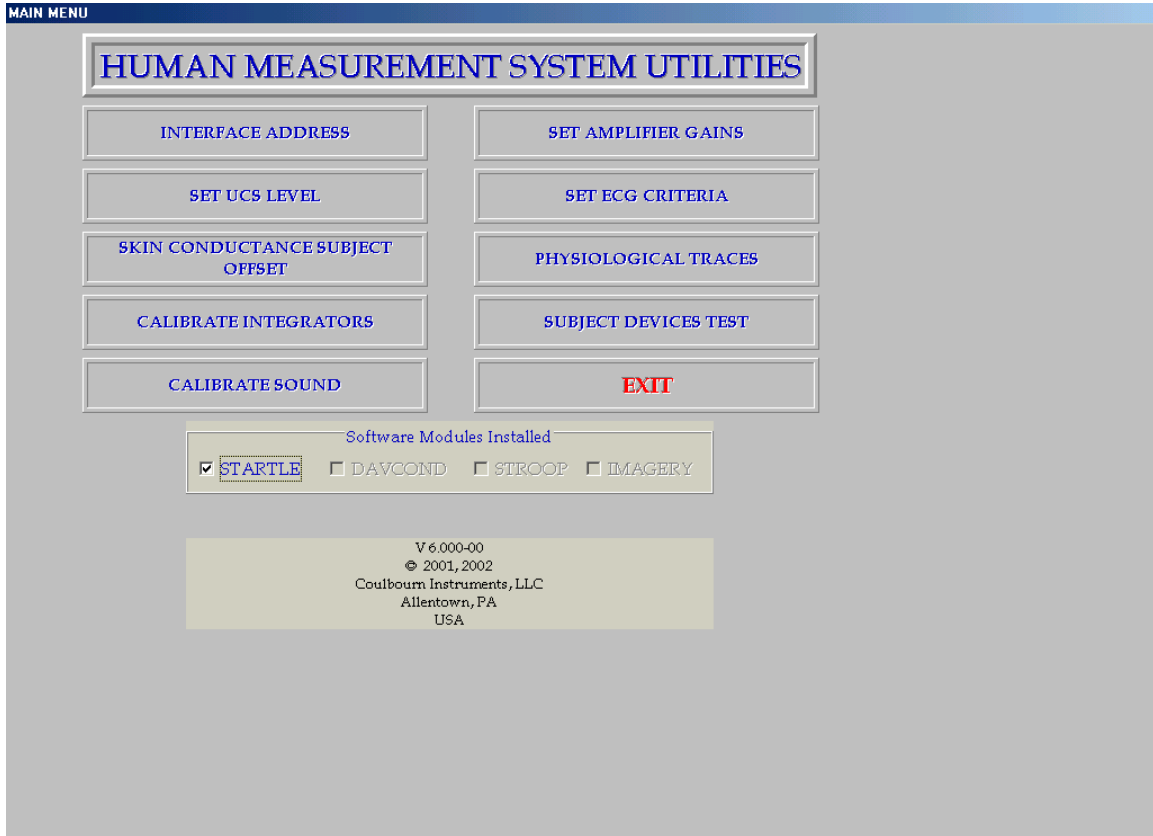 MAIN MENU
HUMAN MEASUREMENT SYSTEM UTILITIES
INTERFACE ADDRESS
SET AMPLIFIER GAINS
SET UCS LEVEL
SET ECG CRITERIA
SKIN CONDUCTANCE SUBJECT
OFFSET
PHYSIOLOGICAL TRACES
CALIBRATE INTEGRATORS
SUBJECT DEVICES TEST
CALIBRATE SOUND
EXIT
Software Modules Installed
STARTLE DAVCOND STROOP IMAGERY
V 6.000-00
© 2001, 2002
Coulbourn Instruments, LLC
Allentown, PA
USA